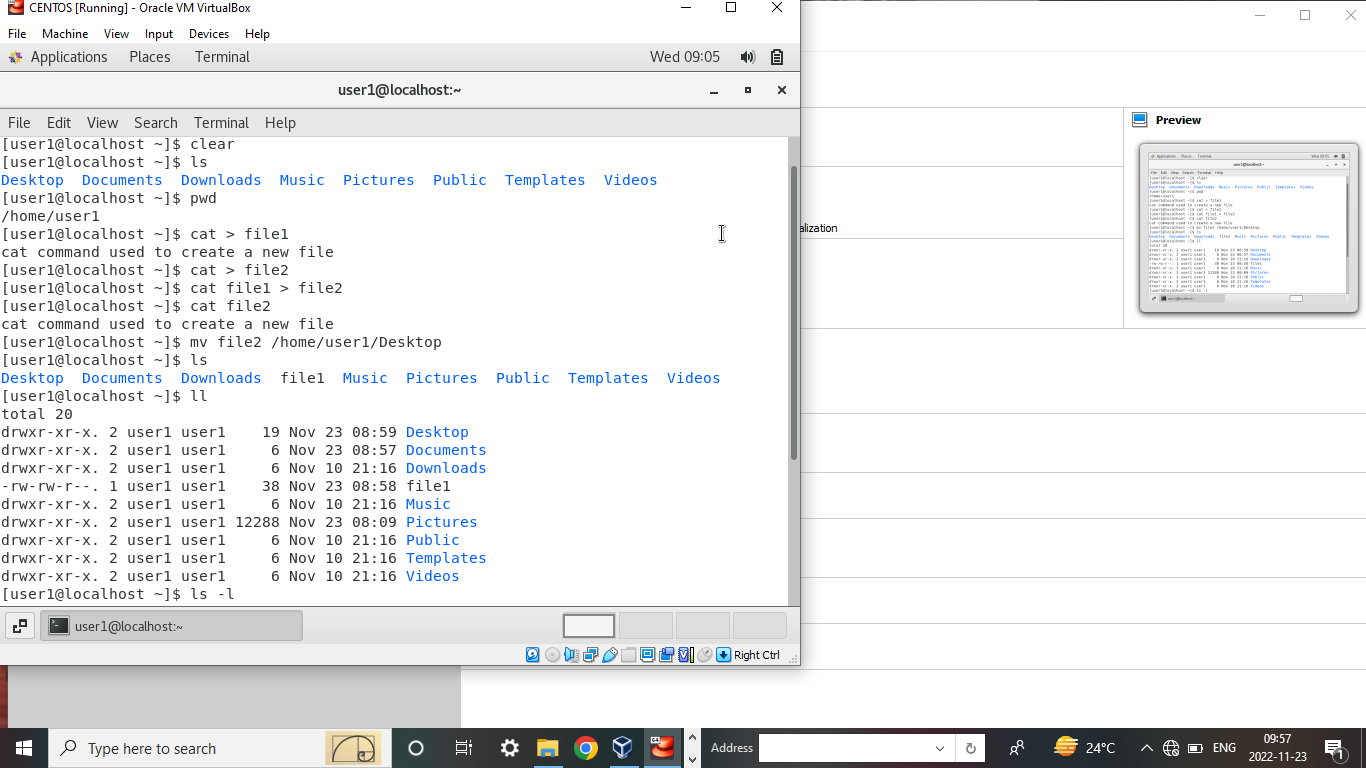 CENTOS [Running] - Oracle VM VirtualBox
File Machine View Input Devices Help
Applications Places Terminal Wed 09:05
user1@localhost:~
File Edit View Search Terminal Help
[user1@localhost ~]$ clear
[user1@localhost ~]$ ls
Desktop Documents Downloads Music Pictures Public Templates Videos
[user1@localhost ~]$ pwd
/home/user1
[user1@localhost ~]$ cat > file1
cat command used to create a new file
[user1@localhost ~]$ cat > file2
[user1@localhost ~]$ cat file1 > file2
[user1@localhost ~]$ cat file2
cat command used to create a new file
[user1@localhost ~]$ mv file2 /home/user1/Desktop
[user1@localhost ~]$ ls
Desktop Documents Downloads file1 Music Pictures Public Templates Videos
[user1@localhost ~]$ ll
total 20
drwxr-xr-x. 2 user1 user1 19 Nov 23 08:59 Desktop
drwxr-xr-x. 2 user1 user1 6 Nov 23 08:57 Documents
drwxr-xr-x. 2 user1 user1 6 Nov 10 21:16 Downloads
-rw-rw-r--. 1 user1 user1 38 Nov 23 08:58 file1
drwxr-xr-x. 2 user1 user1 6 Nov 10 21:16 Music
drwxr-xr-x. 2 user1 user1 12288 Nov 23 08:09 Pictures
drwxr-xr-x. 2 user1 user1 6 Nov 10 21:16 Public
drwxr-xr-x. 2 user1 user1 6 Nov 10 21:16 Templates
drwxr-xr-x. 2 user1 user1 6 Nov 10 21:16 Videos
[user1@localhost ~]$ ls -l
user1@localhost:~
Right Ctrl
alization
Preview
Type here to search
Address
24°C
ENG
09:57
2022-11-23
1